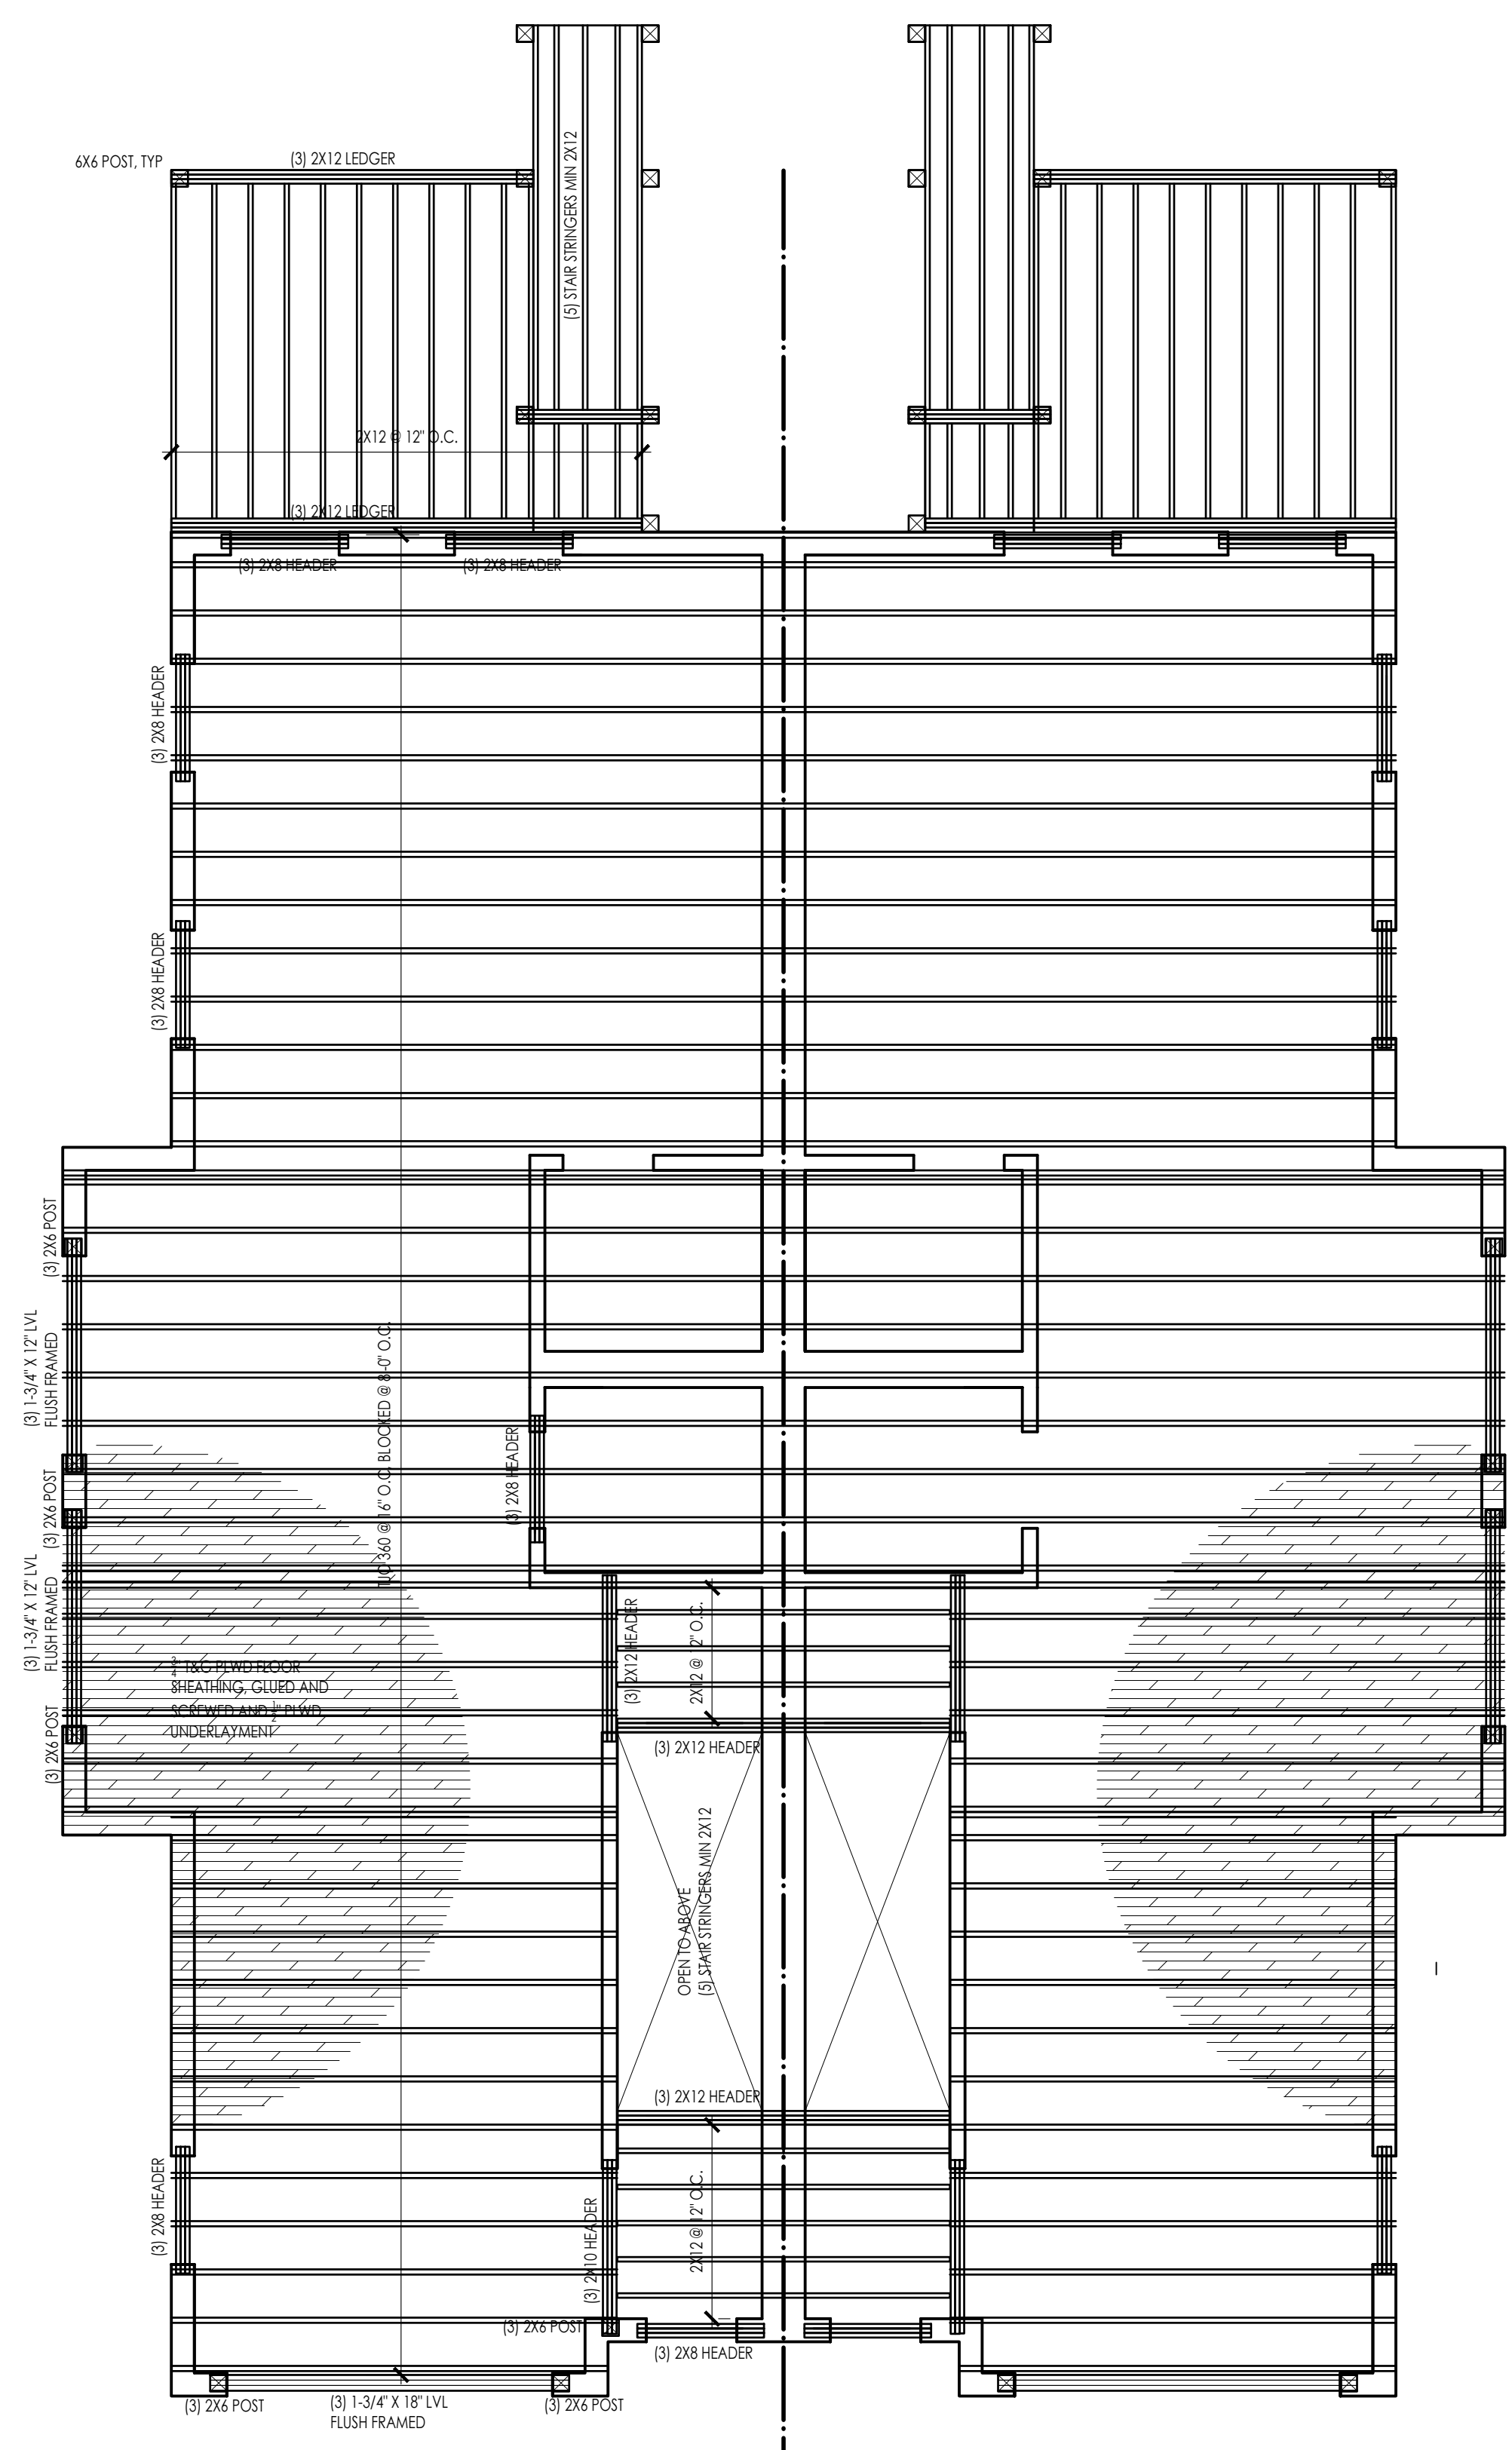 6X6 POST, TYP
(3) 2X12 LEDGER
(5) STAIR STRINGERS MIN 2X12
2X12 @ 12" O.C.
(3) 2X12 LEDGER
(3) 2X8 HEADER
(3) 2X8 HEADER
(3) 2X8 HEADER
(3) 2X8 HEADER
(3) 2X6 POST
(3) 1-3/4" X 12" LVL
FLUSH FRAMED
TJO 360 @ 16" O.C, BLOCKED @ 8-0" O.C.
(3) 2X8 HEADER
(3) 2X6 POST
(3) 1-3/4" X 12" LVL
FLUSH FRAMED
(3) 2X12 HEADER
2X12 @ 12" O.C.
3/4" T&G PLWD FLOOR
SHEATHING, GLUED AND
SCREWED AND 1/2" PLWD
UNDERLAYMENT
(3) 2X6 POST
(3) 2X12 HEADER
OPEN TO ABOVE
(5) STAIR STRINGERS MIN 2X12
(3) 2X12 HEADER
(3) 2X8 HEADER
(3) 2X10 HEADER
2X12 @ 12" O.C.
(3) 2X6 POST
(3) 2X8 HEADER
(3) 2X6 POST
(3) 1-3/4" X 18" LVL
FLUSH FRAMED
(3) 2X6 POST